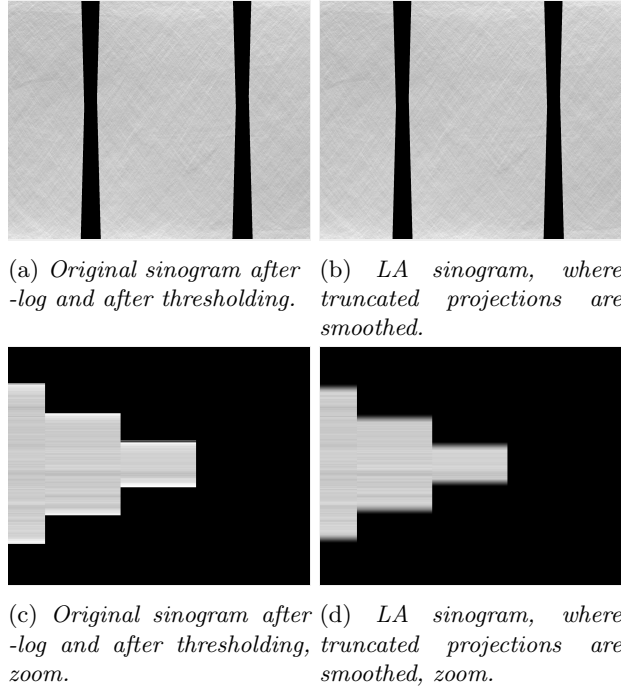 (a) Original sinogram after
-log and after thresholding.
(b) LA sinogram, where
truncated projections are
smoothed.
(c) Original sinogram after
-log and after thresholding,
zoom.
(d) LA sinogram, where
truncated projections are
smoothed, zoom.